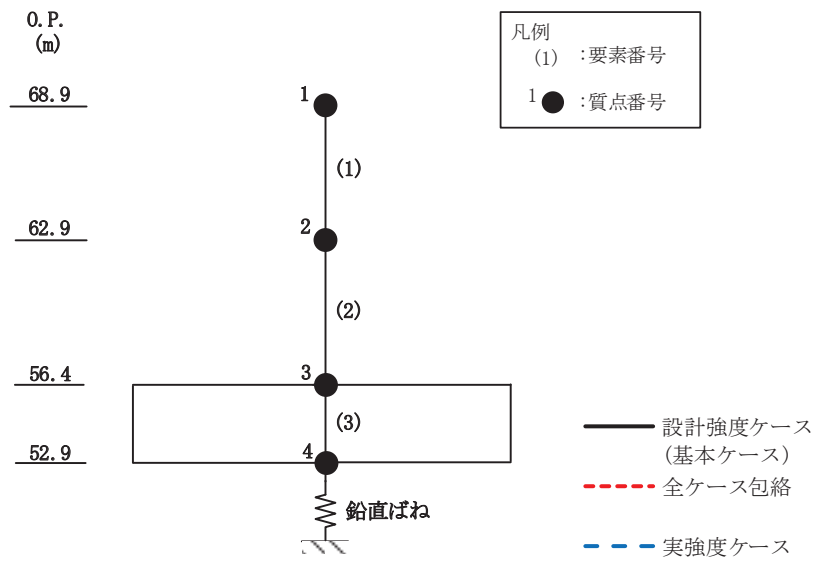 O.P.
(m)
凡例
(1) :要素番号
1 :質点番号
68.9
1
(1)
62.9
2
(2)
56.4
3
(3)
52.9
4
鉛直ばね
設計強度ケース
(基本ケース)
全ケース包絡
実強度ケース